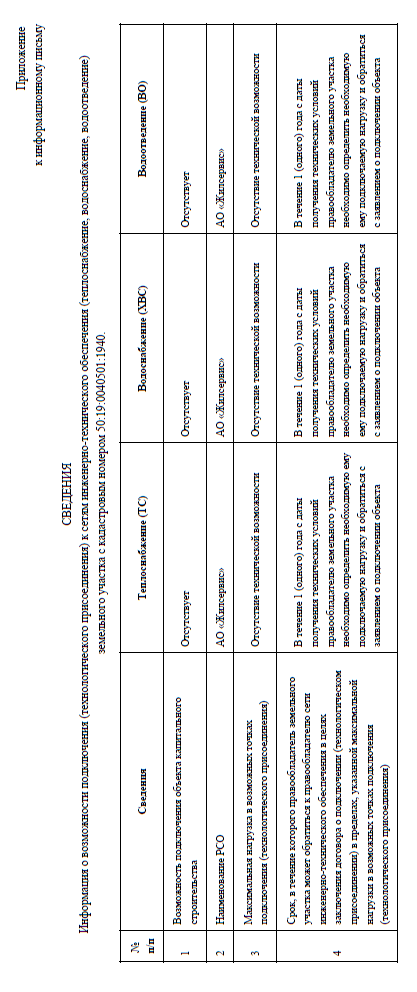 Приложение
к информационному письму
СВЕДЕНИЯ
Информация о возможности подключения (технологического присоединения) к сетям инженерно-технического обеспечения (теплоснабжение, водоснабжение, водоотведение)
земельного участка с кадастровым номером 50:19:0040501:1940.
№
п/п
Сведения
Теплоснабжение (ТС)
Водоснабжение (ХВС)
Водоотведение (ВО)
1
Возможность подключения объекта капитального
строительства
Отсутствует
Отсутствует
Отсутствует
2
Наименование РСО
АО «Жилсервис»
АО «Жилсервис»
АО «Жилсервис»
3
Максимальная нагрузка в возможных точках
подключения (технологического присоединения)
Отсутствие технической возможности
Отсутствие технической возможности
Отсутствие технической возможности
4
Срок, в течение которого правообладатель земельного
участка может обратиться к правообладателю сети
инженерно-технического обеспечения в целях
заключения договора о подключении (технологическом
присоединении) в пределах, указанной максимальной
нагрузки в возможных точках подключения
(технологического присоединения)
В течение 1 (одного) года с даты
получения технических условий
правообладателю земельного участка
необходимо определить необходимую ему
подключаемую нагрузку и обратиться с
заявлением о подключении объекта
В течение 1 (одного) года с даты
получения технических условий
правообладателю земельного участка
необходимо определить необходимую
ему подключаемую нагрузку и обратиться
с заявлением о подключении объекта
В течение 1 (одного) года с даты
получения технических условий
правообладателю земельного участка
необходимо определить необходимую
ему подключаемую нагрузку и обратиться
с заявлением о подключении объекта